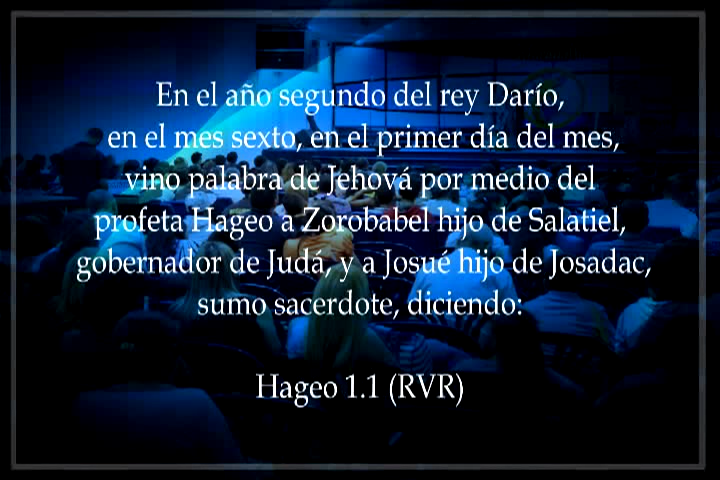 En el año segundo del rey Darío,
en el mes sexto, en el primer día del mes,
vino palabra de Jehová por medio del
profeta Hageo a Zorobabel hijo de Salatiel,
gobernador de Judá, y a Josué hijo de Josadac,
sumo sacerdote, diciendo:
Hageo 1.1 (RVR)